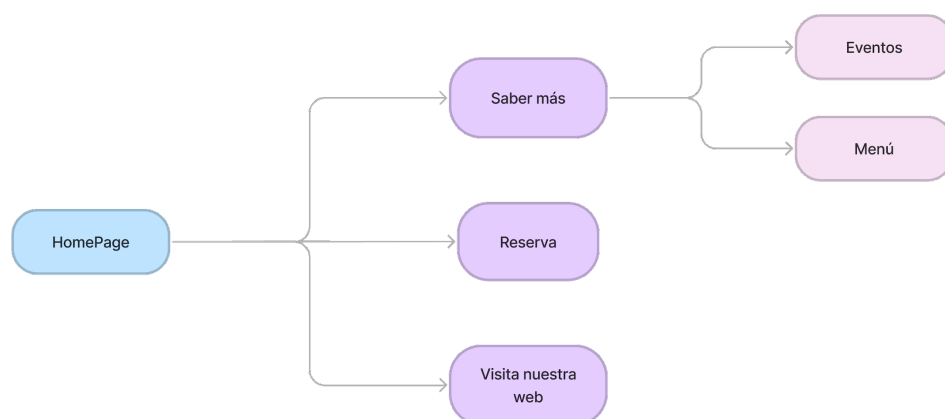 Eventos
Saber más
Menú
HomePage
Reserva
Visita nuestra
web